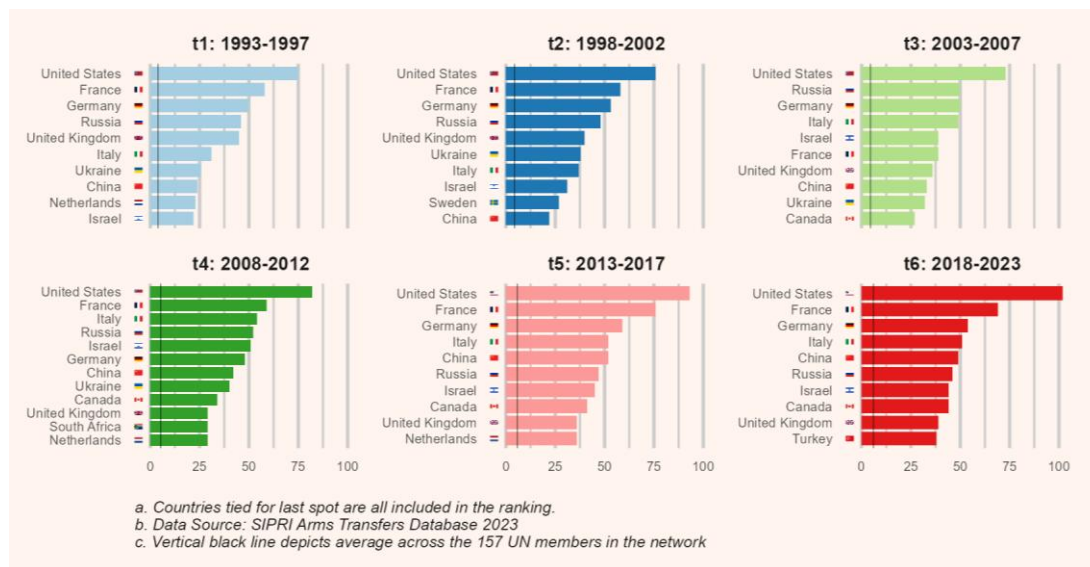 t1: 1993-1997
United States
France
Germany
Russia
United Kingdom
Italy
Ukraine
China
Netherlands
Israel
t2: 1998-2002
United States
France
Germany
Russia
United Kingdom
Ukraine
Italy
Israel
Sweden
China
t3: 2003-2007
United States
Russia
Germany
Italy
Israel
France
United Kingdom
China
Ukraine
Canada
t4: 2008-2012
United States
France
Italy
Russia
Israel
Germany
China
Ukraine
Canada
United Kingdom
South Africa
Netherlands
0 25 50 75 100
t5: 2013-2017
United States
France
Germany
Italy
China
Russia
Israel
Canada
United Kingdom
Netherlands
0 25 50 75 100
t6: 2018-2023
United States
France
Germany
Italy
China
Russia
Israel
Canada
United Kingdom
Turkey
0 25 50 75 100
a. Countries tied for last spot are all included in the ranking.
b. Data Source: SIPRI Arms Transfers Database 2023
c. Vertical black line depicts average across the 157 UN members in the network